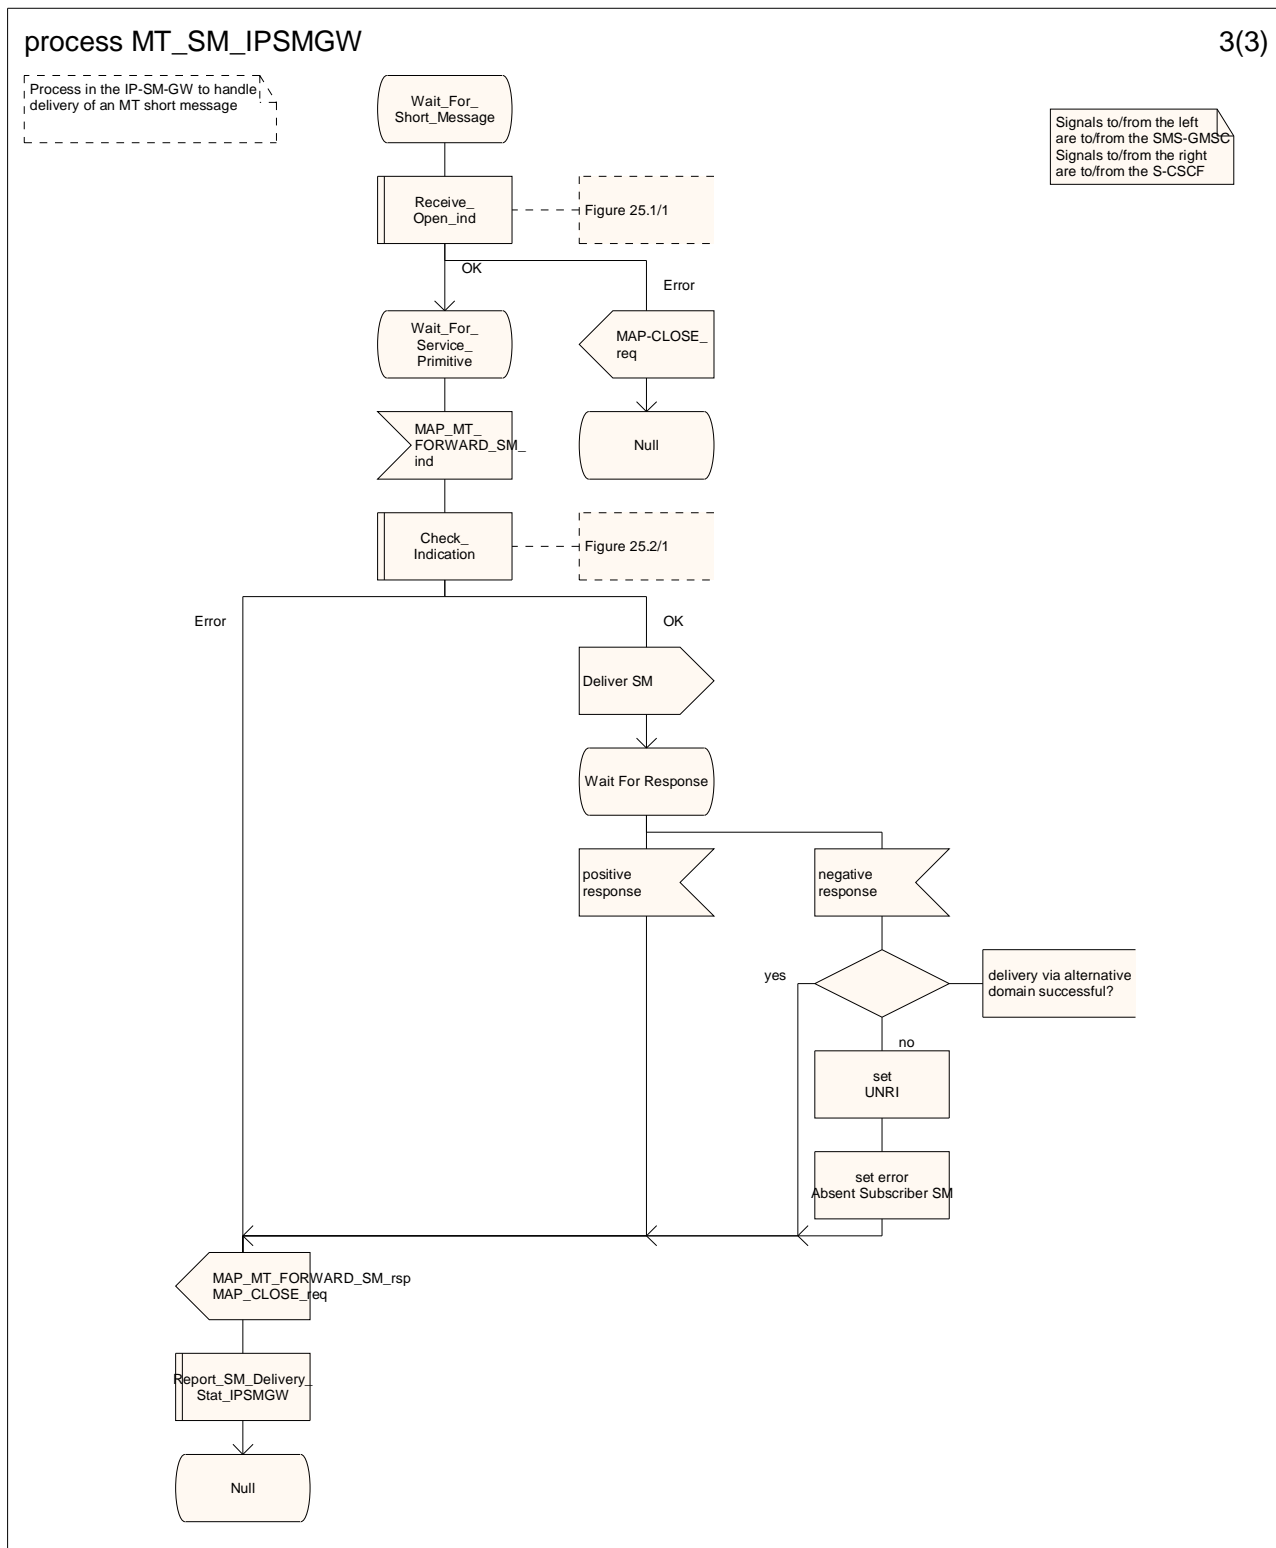 process MT_SM_IPSMGW
3(3)
Process in the IP-SM-GW to handle
delivery of an MT short message
Wait_For_
Short_Message
Signals to/from the left
are to/from the SMS-GMSC
Signals to/from the right
are to/from the S-CSCF
Receive_
Open_ind
Figure 25.1/1
OK
Error
Wait_For_
Service_
Primitive
MAP-CLOSE_
req
MAP_MT_
FORWARD_SM_
ind
Null
Check_
Indication
Figure 25.2/1
Error
OK
Deliver SM
Wait For Response
positive
response
negative
response
yes
delivery via alternative
domain successful?
no
set
UNRI
set error
Absent Subscriber SM
MAP_MT_FORWARD_SM_rsp
MAP_CLOSE_req
Report_SM_Delivery_
Stat_IPSMGW
Null